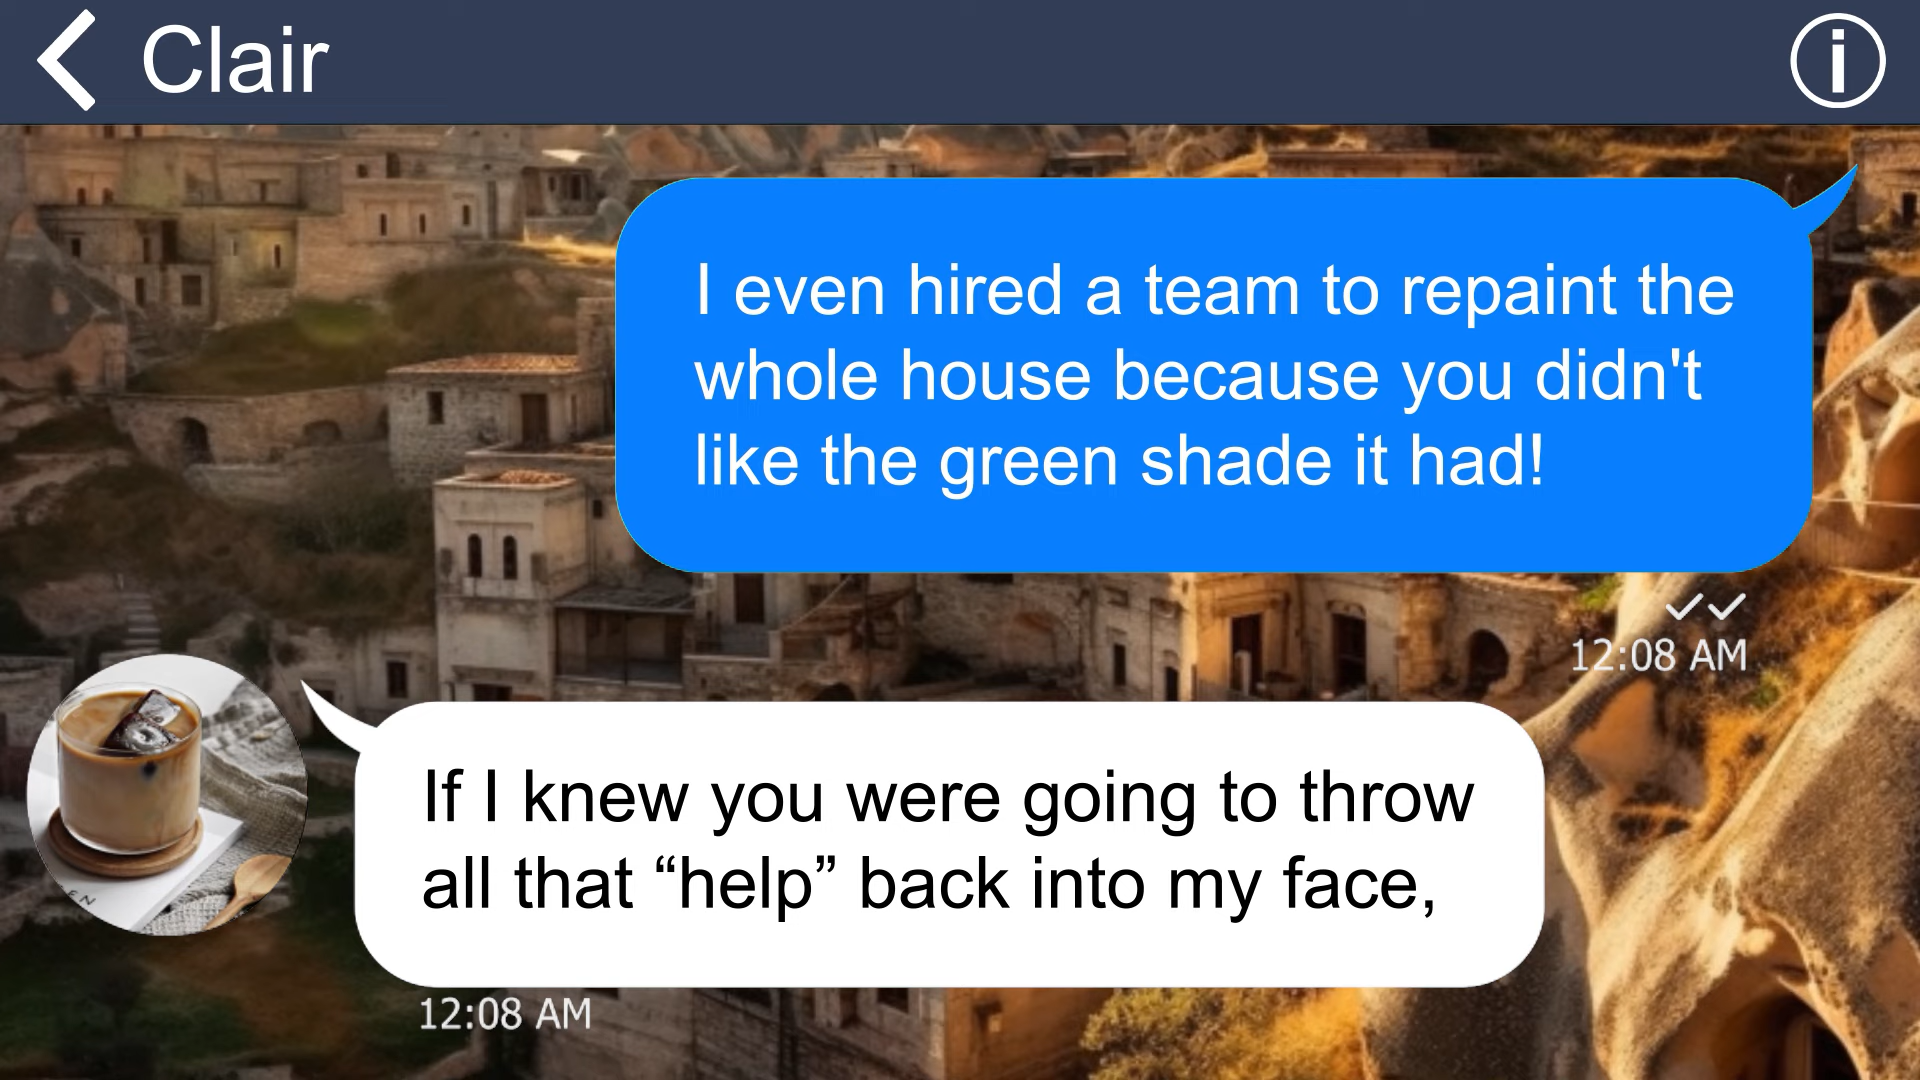 Clair
I even hired a team to repaint the
whole house because you didn't
like the green shade it had!
12:08 AM
If I knew you were going to throw
all that “help” back into my face,
12:08 AM
EN